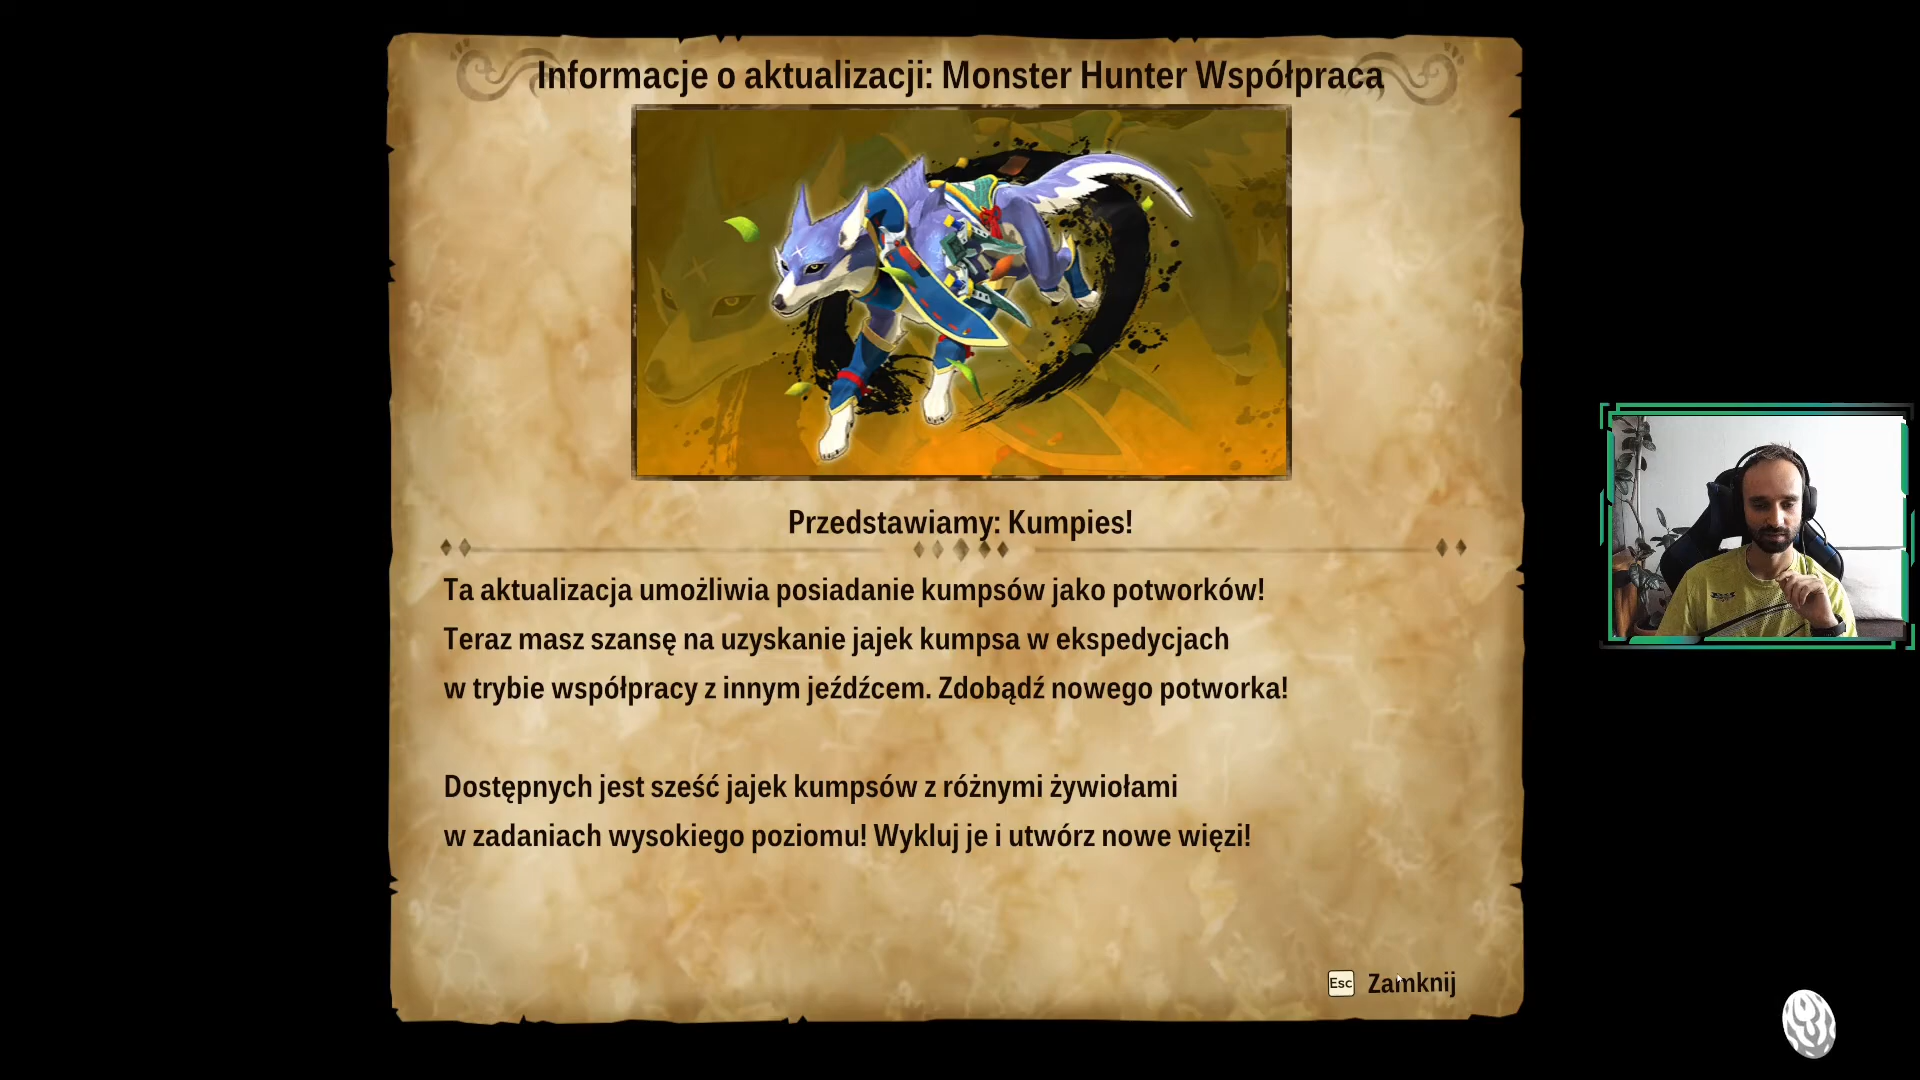 Informacje o aktualizacji: Monster Hunter Współpraca
Przedstawiamy: Kumpies!
Ta aktualizacja umożliwia posiadanie kumpsów jako potworków!
Teraz masz szansę na uzyskanie jajek kumpsa w ekspedycjach
w trybie współpracy z innym jeźdźcem. Zdobądź nowego potworka!
Dostępnych jest sześć jajek kumpsów z różnymi żywiołami
w zadaniach wysokiego poziomu! Wykluj je i utwórz nowe więzi!
Esc Zamknij